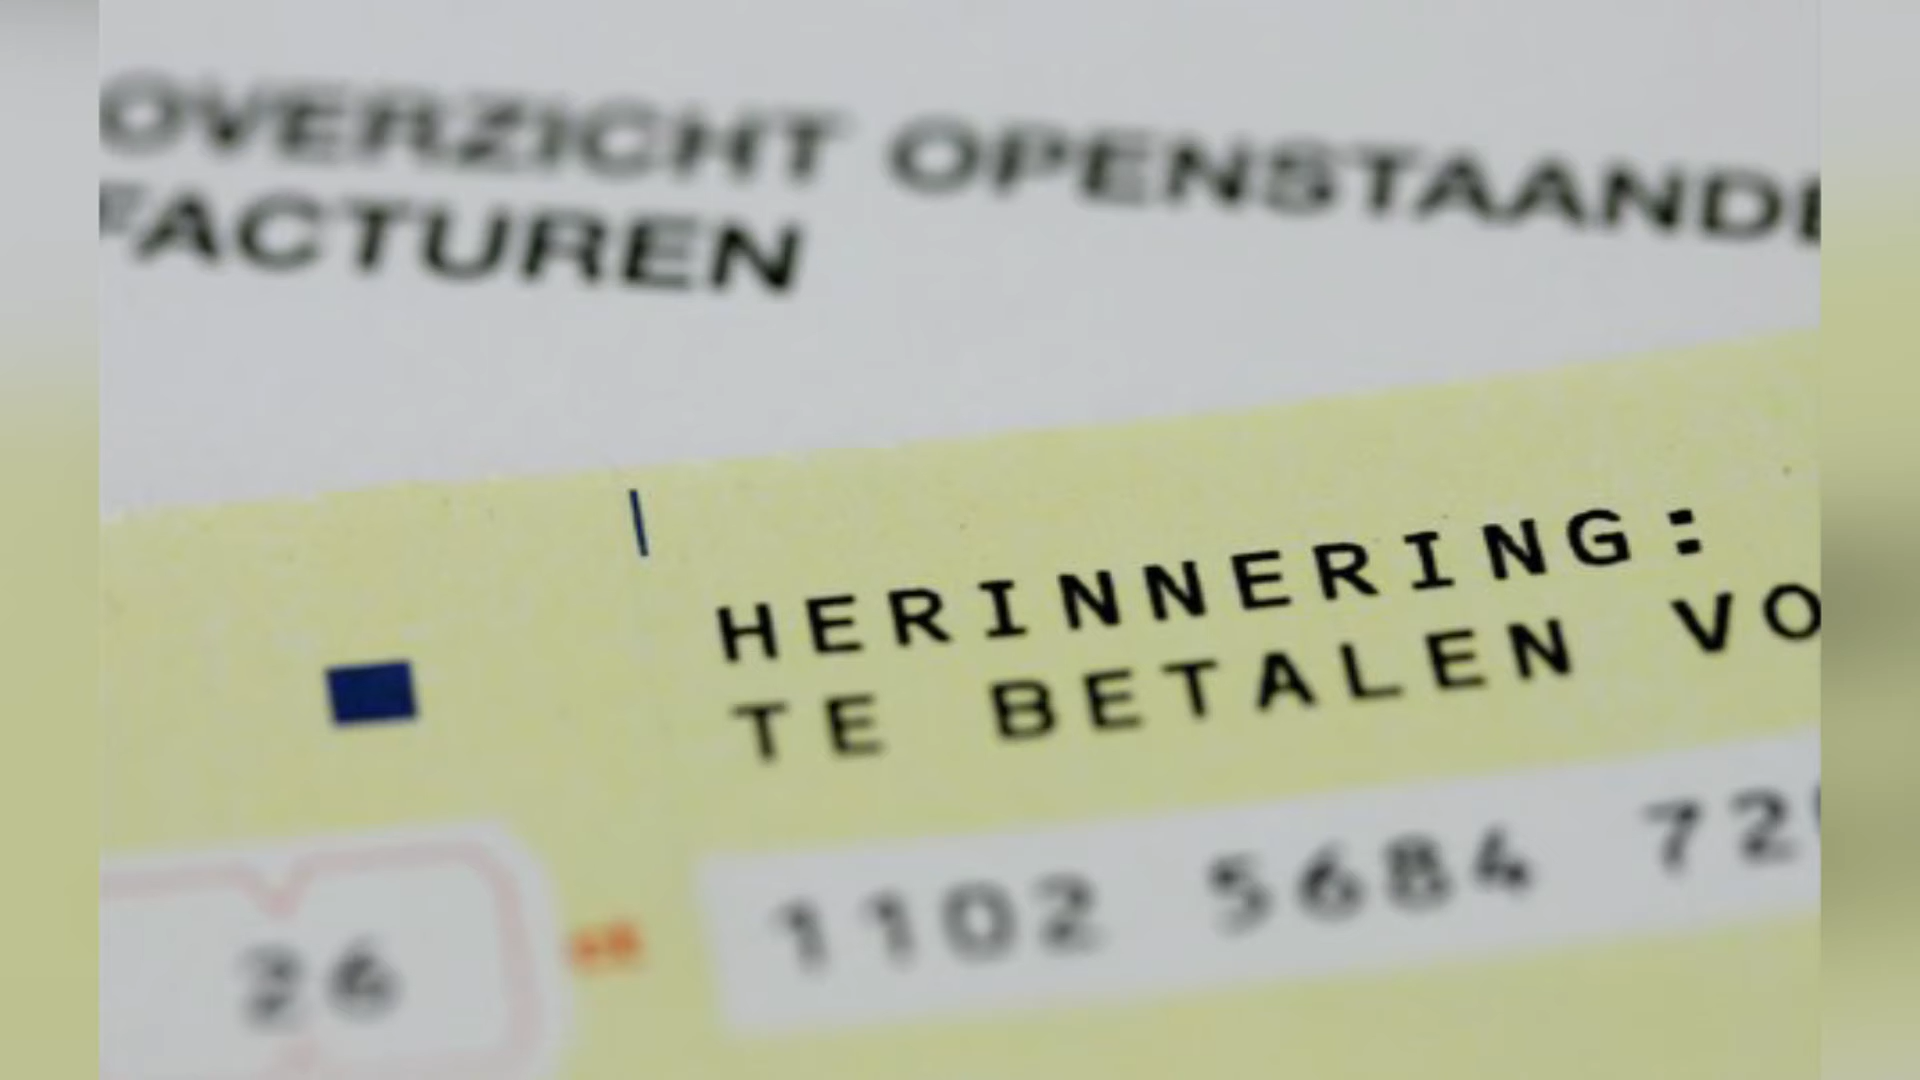 OVERZICHT OPENSTAANDE
FACTUREN
HERINNERING:
TE BETALEN VO
26
1102 5684 72